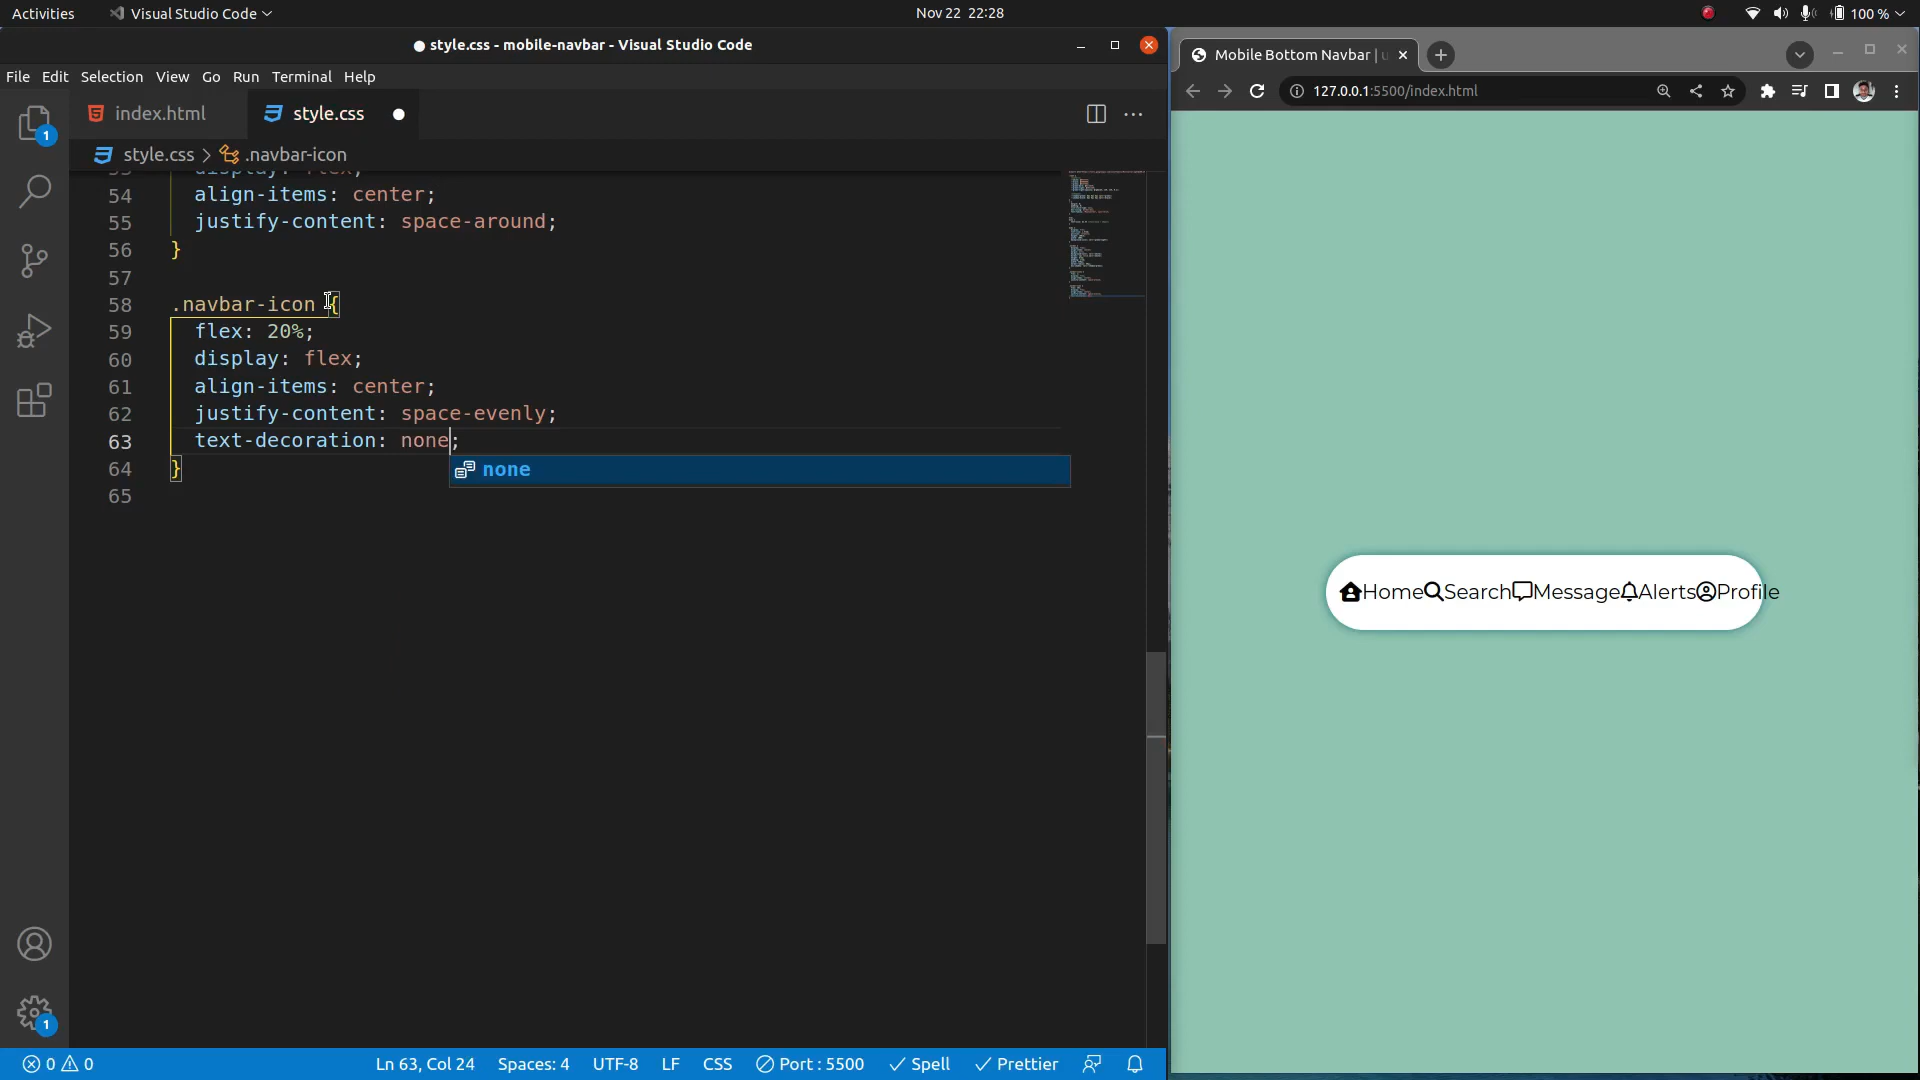 Activities
Visual Studio Code
Nov 22 22:28
100 %
style.css - mobile-navbar - Visual Studio Code
File Edit Selection View Go Run Terminal Help
index.html
style.css
style.css > .navbar-icon
53 display: flex;
54 align-items: center;
55 justify-content: space-around;
56 }
57
58 .navbar-icon {
59 flex: 20%;
60 display: flex;
61 align-items: center;
62 justify-content: space-evenly;
63 text-decoration: none;
64 }
65
none
1
1
0 0
Ln 63, Col 24
Spaces: 4
UTF-8
LF
CSS
Port : 5500
Spell
Prettier
Mobile Bottom Navbar |
127.0.0.1:5500/index.html
Home Search Message Alerts Profile